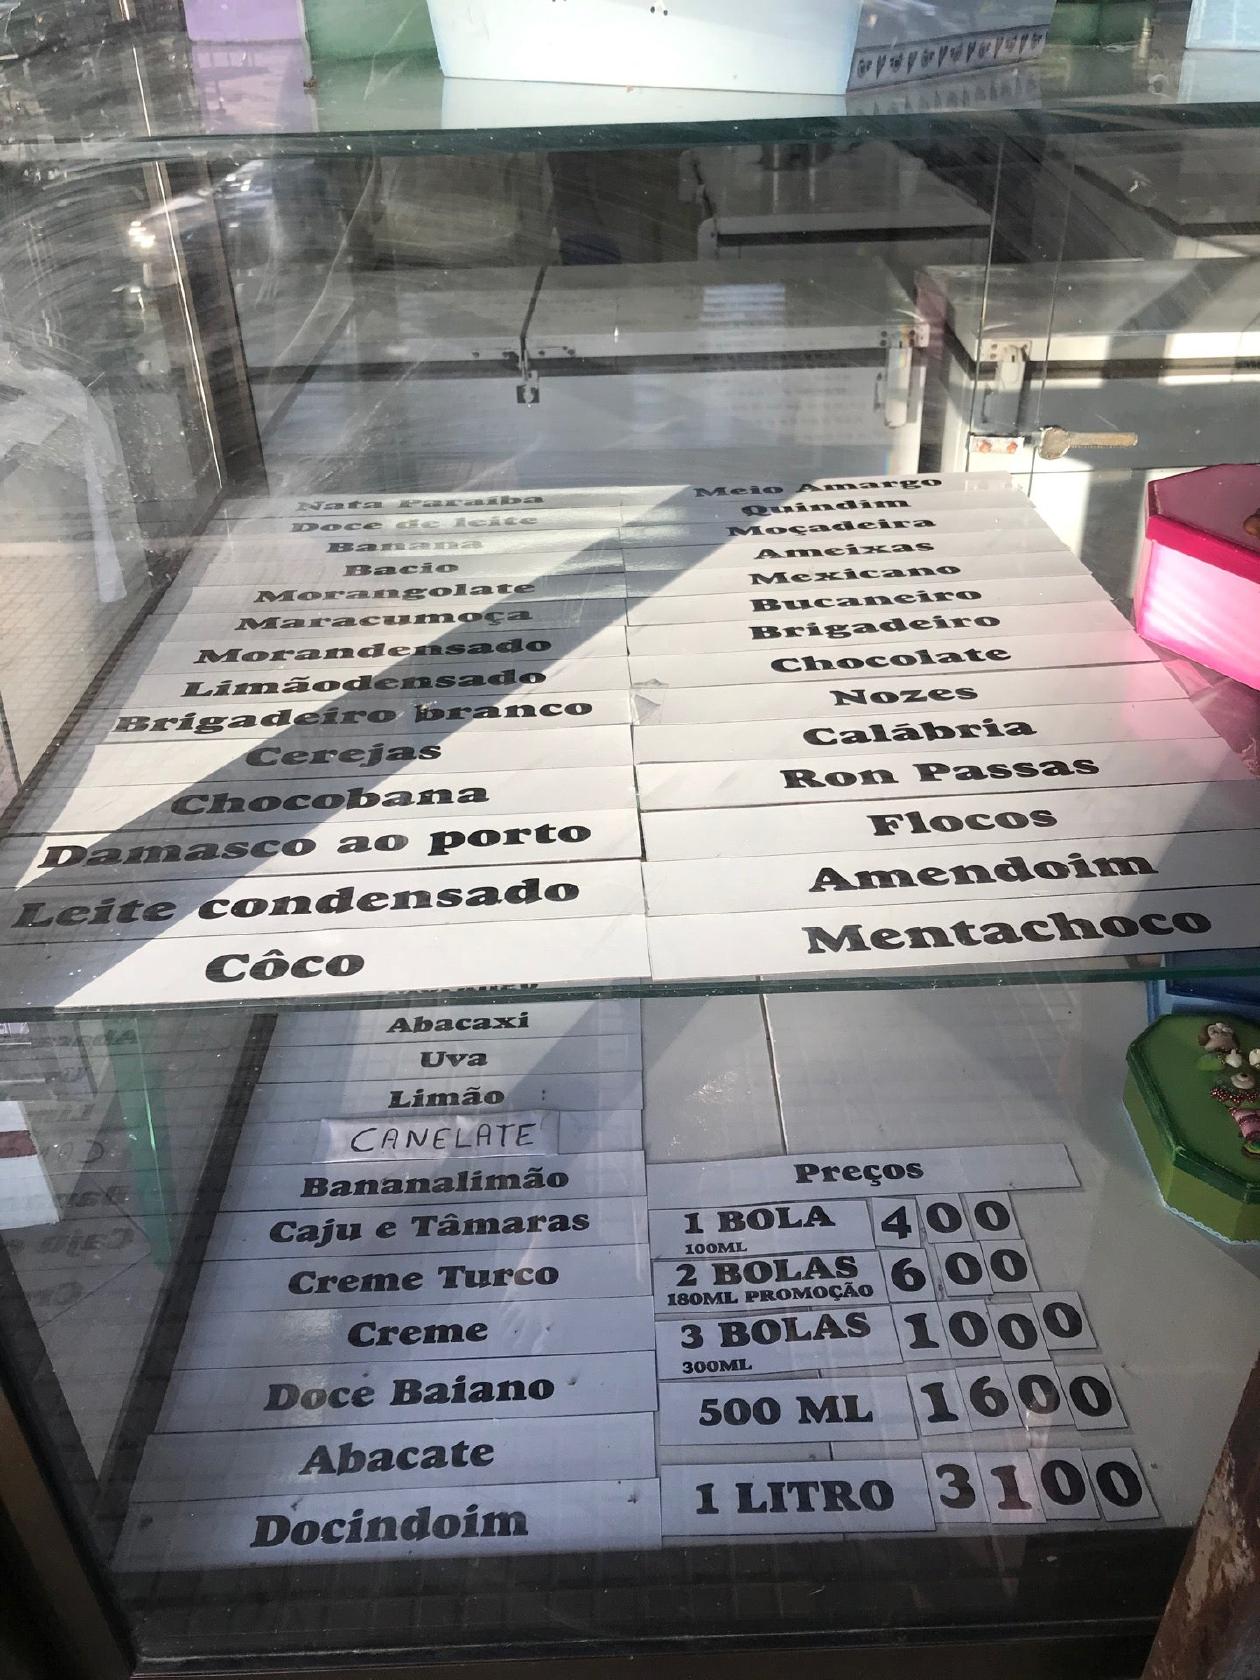 Nata Paraíba
Doce de leite
Banana
Bacio
Morangolate
Maracumoça
Morandensado
Limãodensado
Brigadeiro branco
Cerejas
Chocobana
Damasco ao porto
Leite condensado
Côco
Meio Amargo
Quindim
Moçadeira
Ameixas
Mexicano
Bucaneiro
Brigadeiro
Chocolate
Nozes
Calábria
Ron Passas
Flocos
Amendoim
Mentachoco
Abacaxi
Uva
Limão
CANELATE
Bananalimão
Caju e Tâmaras
Creme Turco
Creme
Doce Baiano
Abacate
Docindoim
Preços
1 BOLA 400
100ML
2 BOLAS 600
180ML PROMOÇÃO
3 BOLAS 1000
300ML
500 ML 1600
1 LITRO 3100